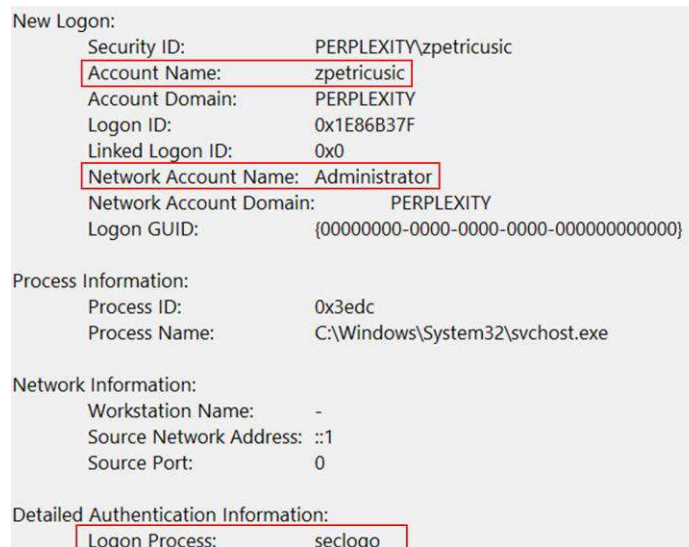 New Logon:
Security ID: PERPLEXITY\zpetricusic
Account Name: zpetricusic
Account Domain: PERPLEXITY
Logon ID: 0x1E86B37F
Linked Logon ID: 0x0
Network Account Name: Administrator
Network Account Domain: PERPLEXITY
Logon GUID: {00000000-0000-0000-0000-000000000000}
Process Information:
Process ID: 0x3edc
Process Name: C:\Windows\System32\svchost.exe
Network Information:
Workstation Name: -
Source Network Address: ::1
Source Port: 0
Detailed Authentication Information:
Logon Process: seclogo